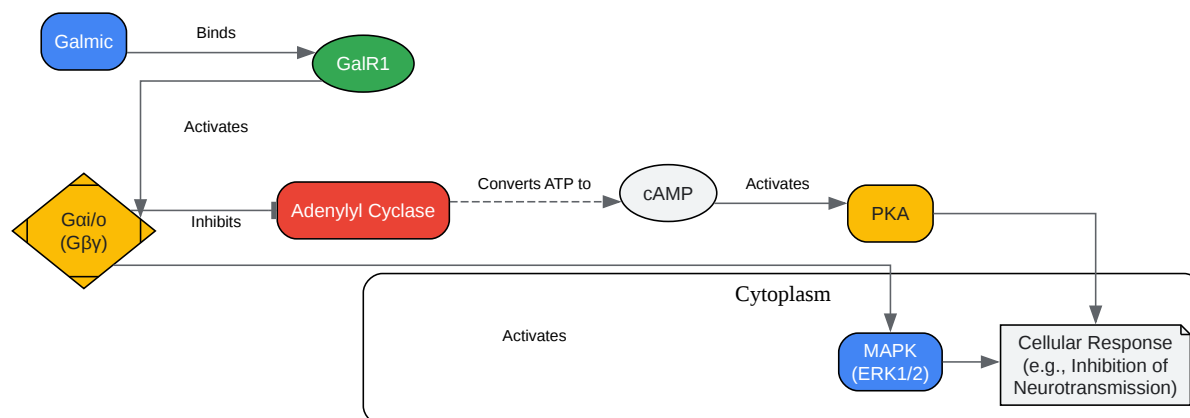 Galmic
Binds
GalR1
Activates
Gαi/o
(Gβγ)
Inhibits
Adenylyl Cyclase
Converts ATP to
cAMP
Activates
PKA
Cytoplasm
Activates
MAPK
(ERK1/2)
Cellular Response
(e.g., Inhibition of
Neurotransmission)